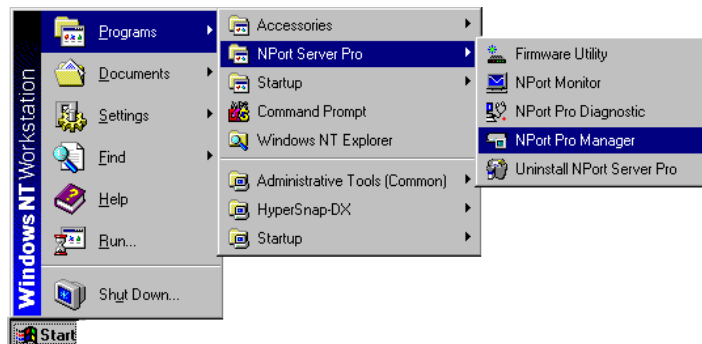 Windows NT Workstation
Programs
Documents
Settings
Find
Help
Run...
Shut Down...
Start
Accessories
NPort Server Pro
Startup
Command Prompt
Windows NT Explorer
Administrative Tools (Common)
HyperSnap-DX
Startup
Firmware Utility
NPort Monitor
NPort Pro Diagnostic
NPort Pro Manager
Uninstall NPort Server Pro